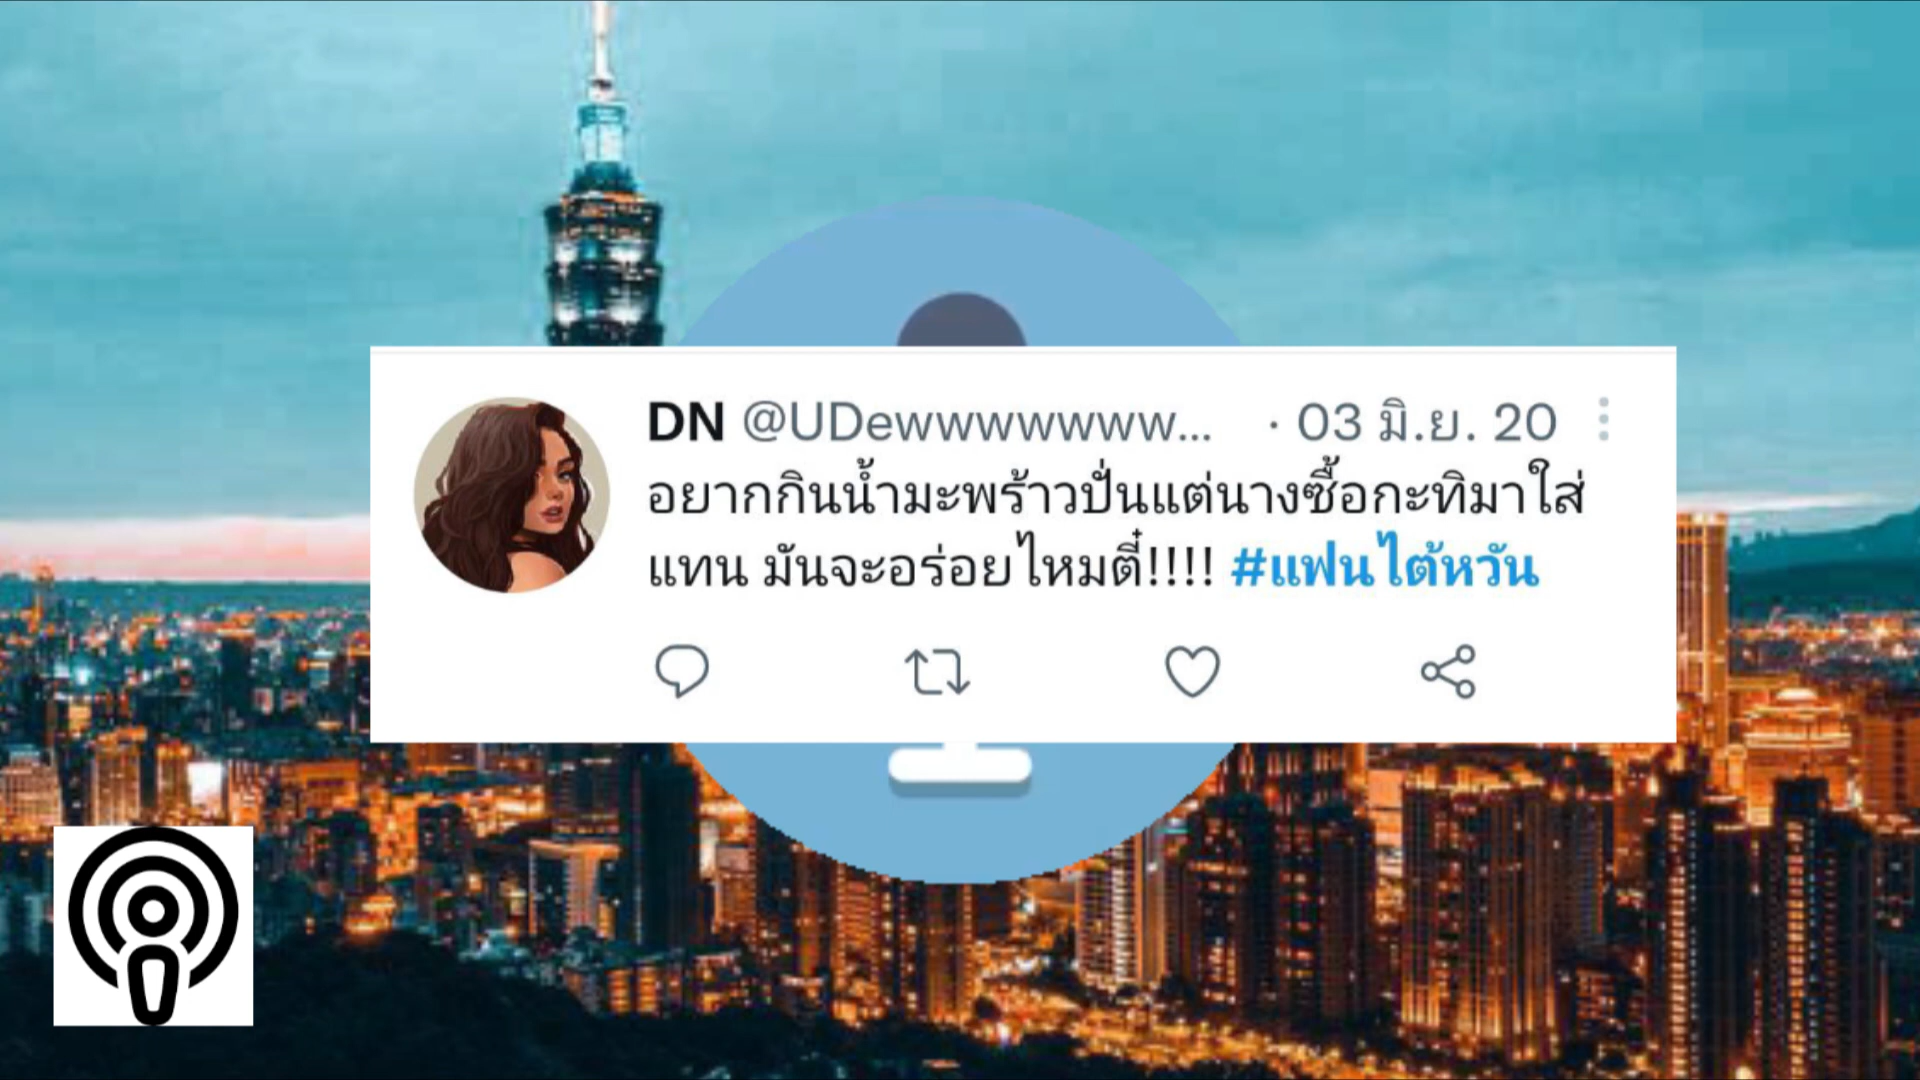 DN @UDewwwwwwww... · 03 มิ.ย. 20
อยากกินน้ำมะพร้าวปั่นแต่นางซื้อกะทิมาใส่
แทน มันจะอร่อยไหมตี๋!!!! #แฟนไต้หวัน